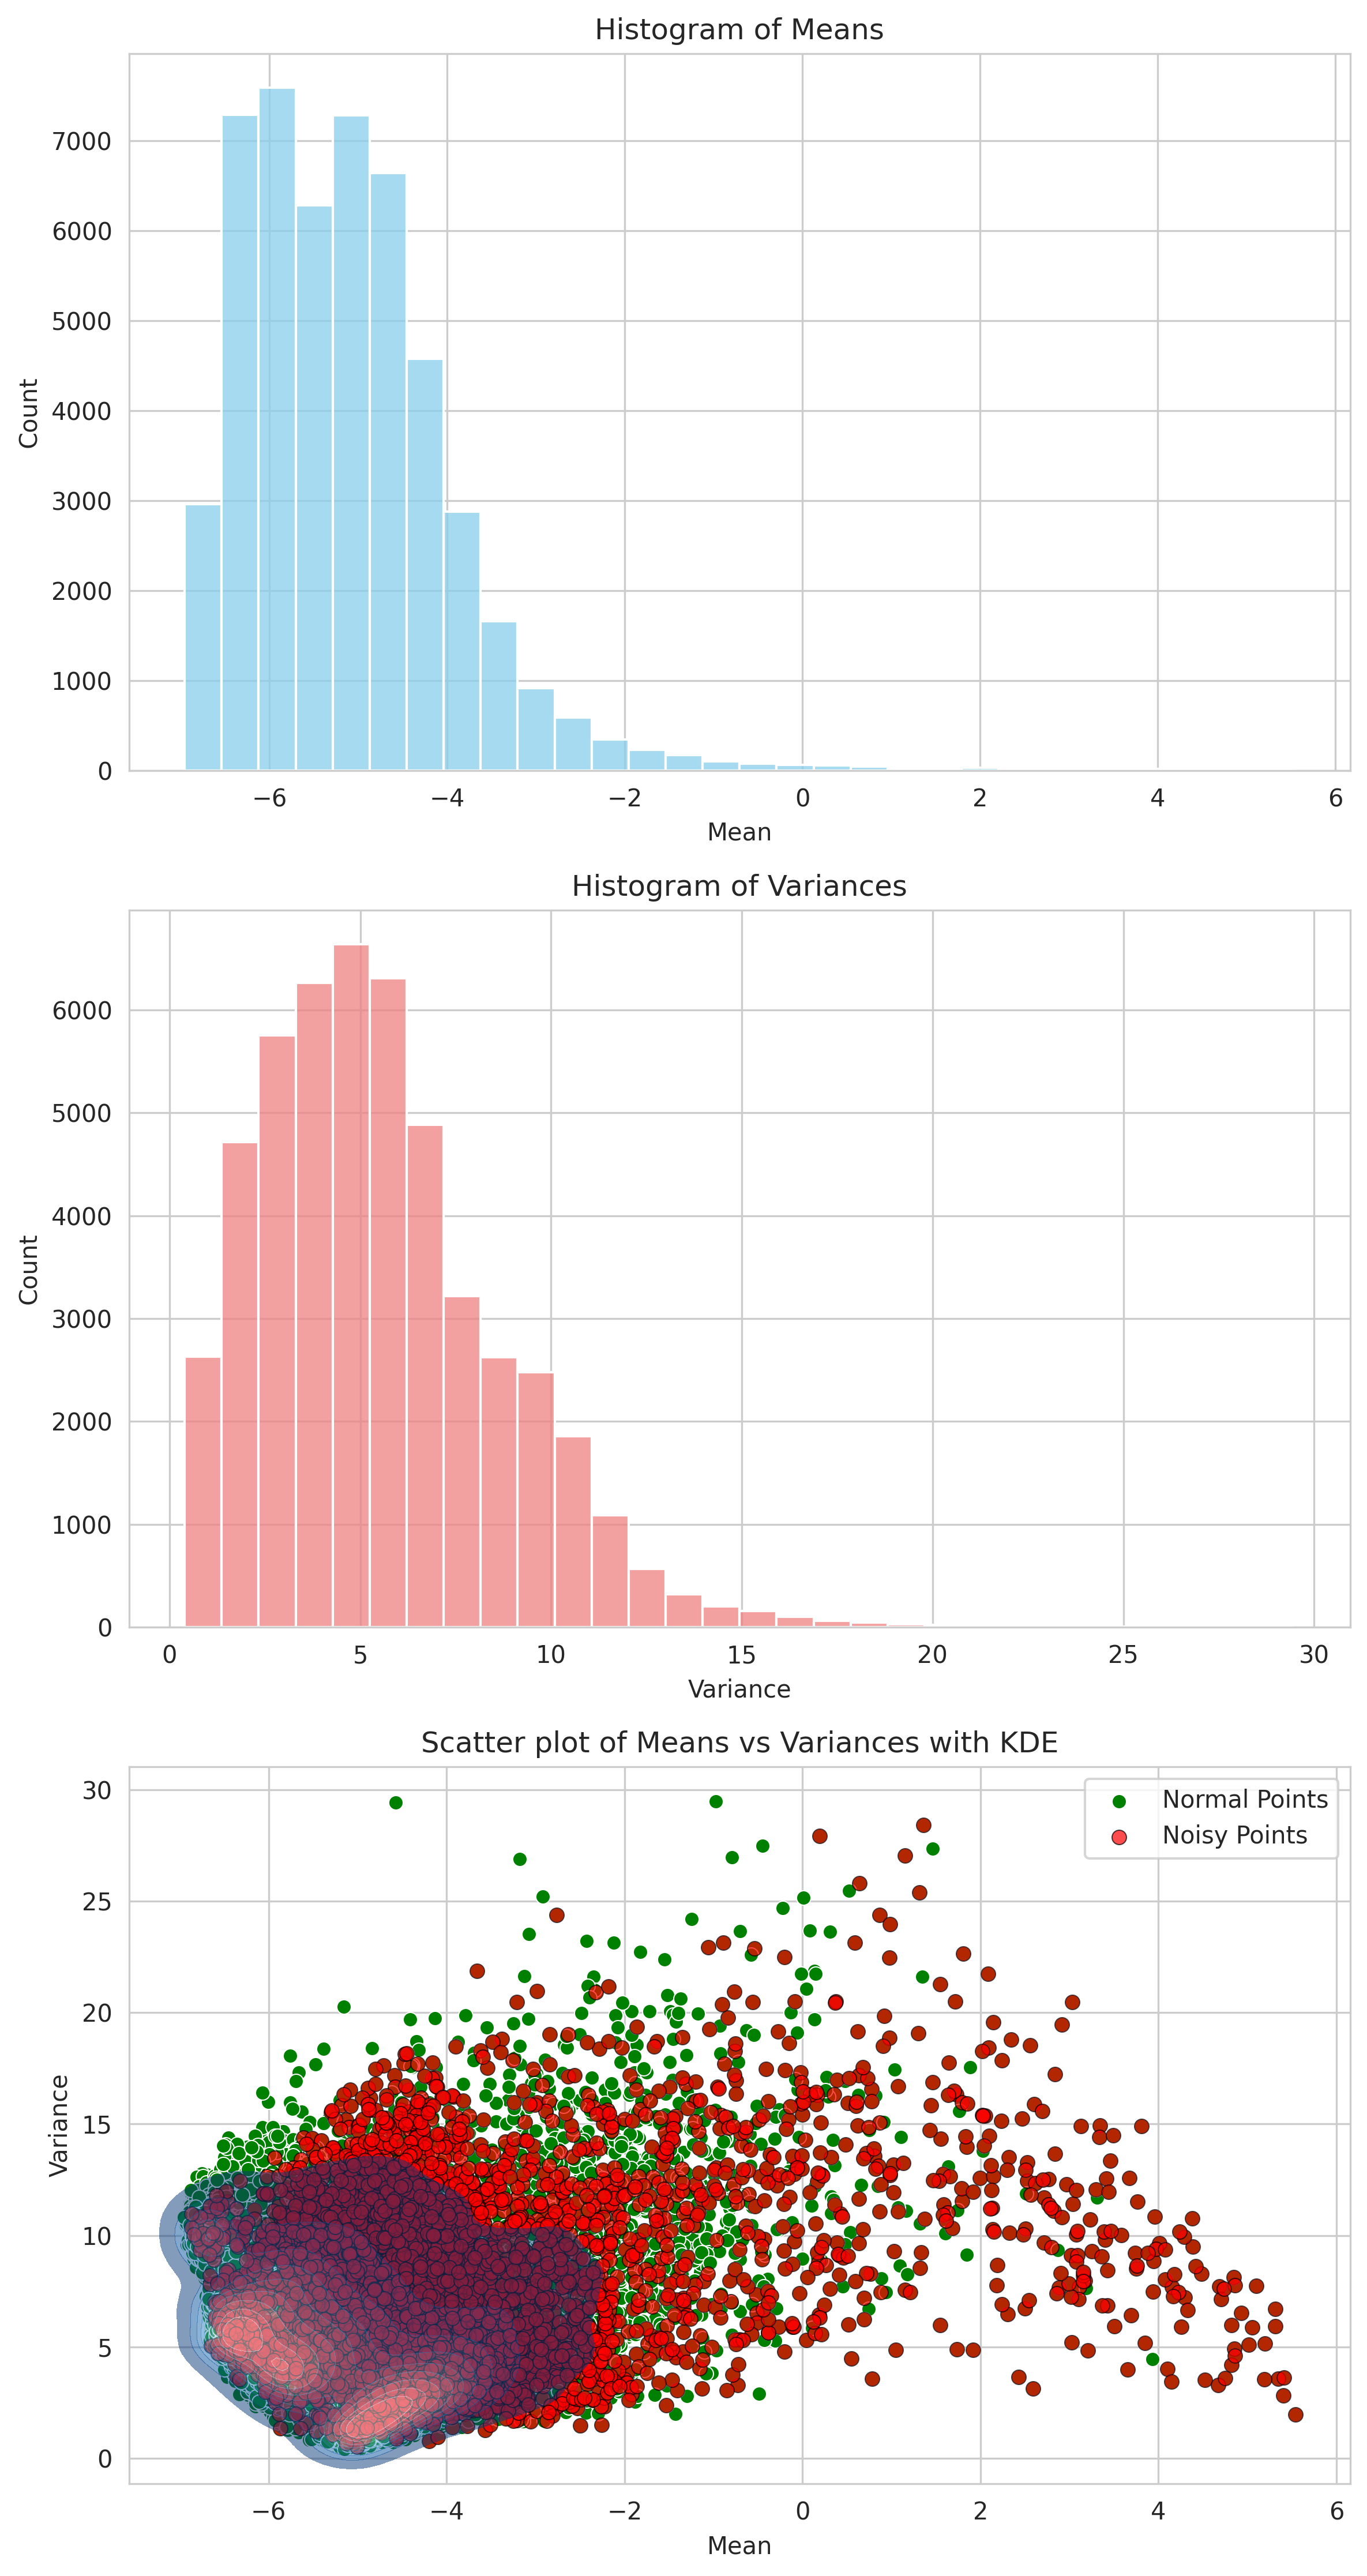 Histogram of Means
Count
7000
6000
5000
4000
3000
2000
1000
0
−6 −4 −2 0 2 4 6
Mean
Histogram of Variances
Count
6000
5000
4000
3000
2000
1000
0
0 5 10 15 20 25 30
Variance
Scatter plot of Means vs Variances with KDE
Normal Points
Noisy Points
Variance
30
25
20
15
10
5
0
−6 −4 −2 0 2 4 6
Mean